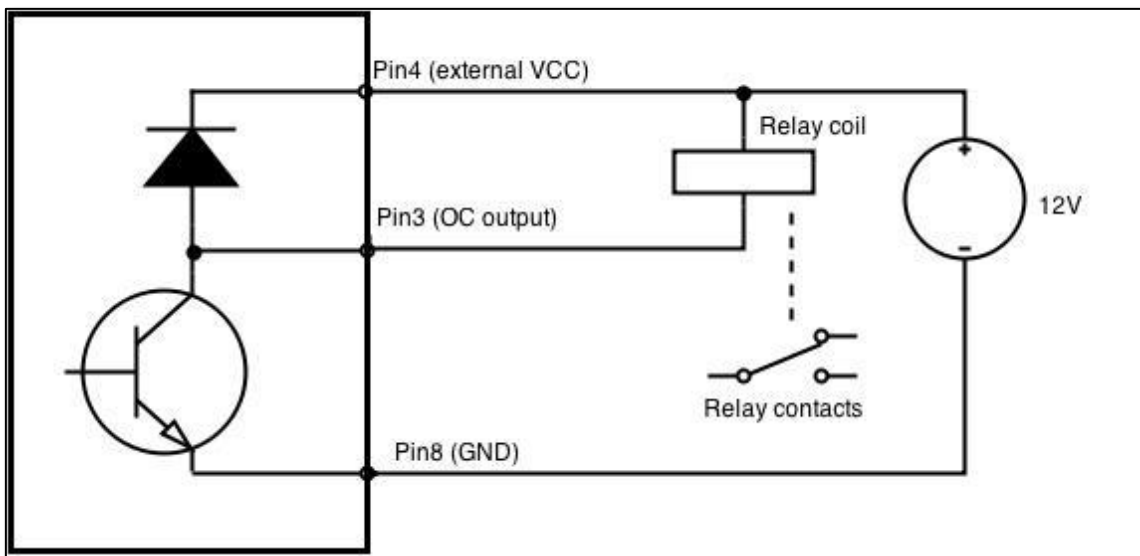 Pin4 (external VCC)
Relay coil
+
12V
Pin3 (OC output)
−
Relay contacts
Pin8 (GND)